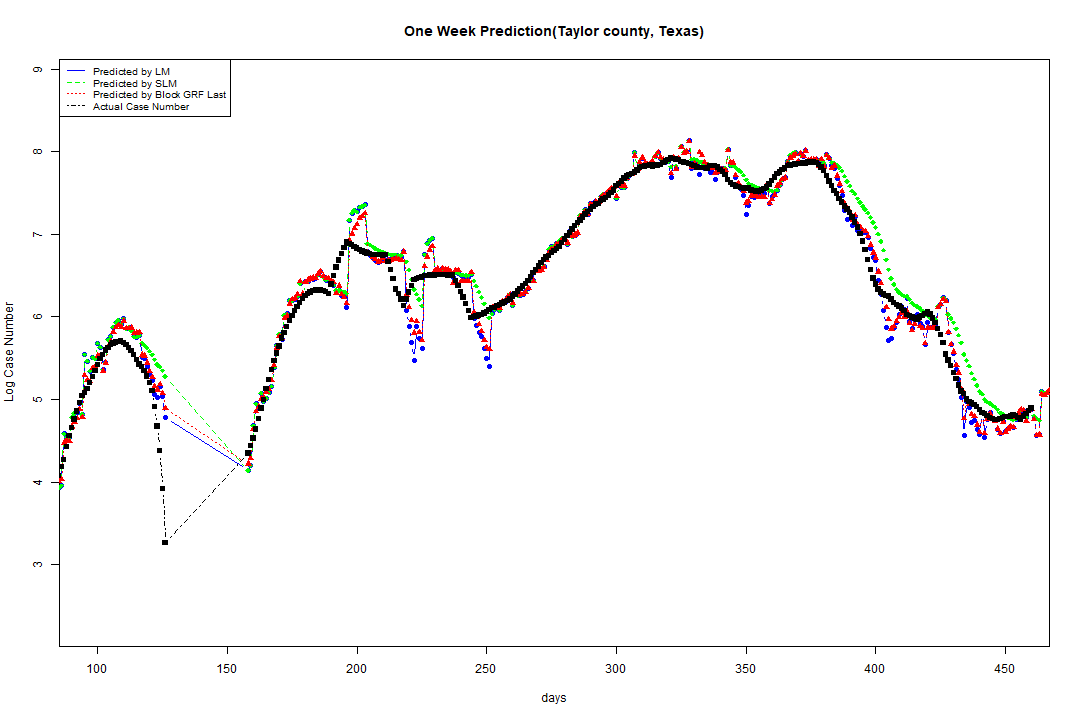 One Week Prediction(Taylor county, Texas)
Predicted by LM
Predicted by SLM
Predicted by Block GRF Last
Actual Case Number
9
8
7
6
5
4
3
Log Case Number
100 150 200 250 300 350 400 450
days